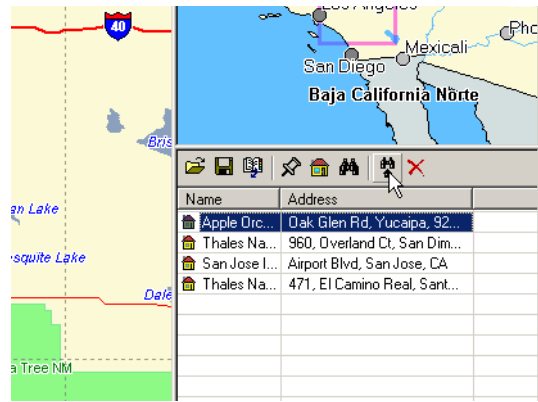 40
Los Angeles
Pho
Mexicali
San Diego
Baja California Norte
Bris
an Lake
esquite Lake
Dale
a Tree NM
Name Address
Apple Orc... Oak Glen Rd, Yucaipa, 92...
Thales Na... 960, Overland Ct, San Dim...
San Jose I... Airport Blvd, San Jose, CA
Thales Na... 471, El Camino Real, Sant...